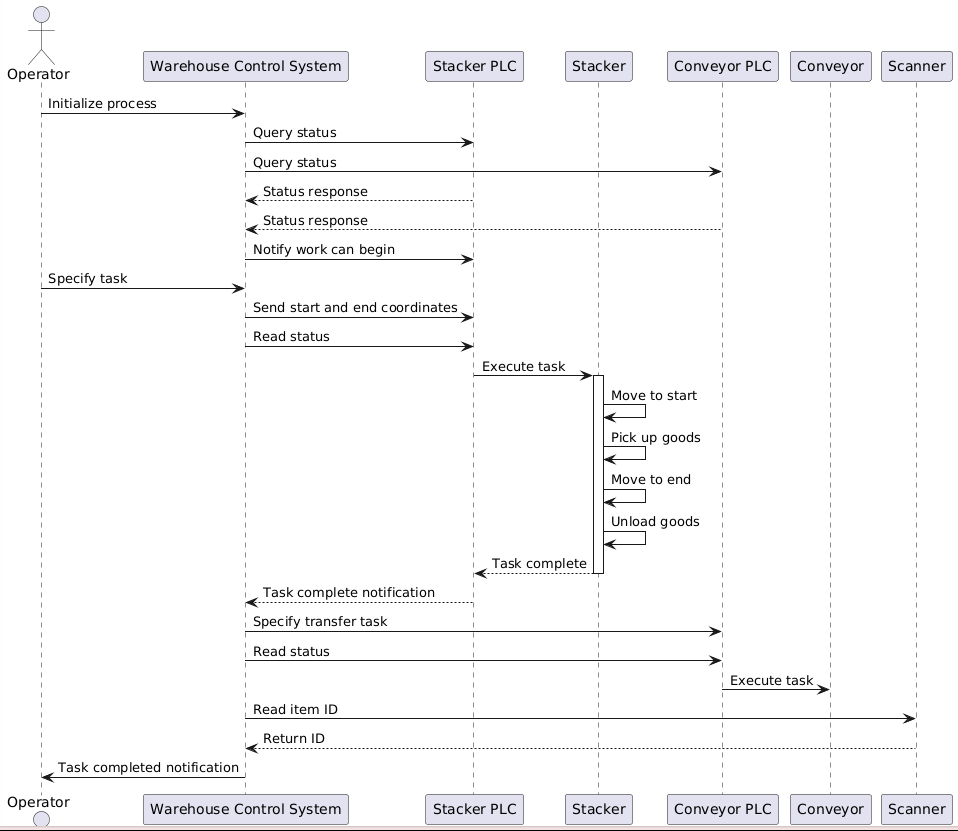 Operator
Warehouse Control System
Stacker PLC
Stacker
Conveyor PLC
Conveyor
Scanner
Initialize process
Query status
Query status
Status response
Status response
Notify work can begin
Specify task
Send start and end coordinates
Read status
Execute task
Move to start
Pick up goods
Move to end
Unload goods
Task complete
Task complete notification
Specify transfer task
Read status
Execute task
Read item ID
Return ID
Task completed notification
Operator
Warehouse Control System
Stacker PLC
Stacker
Conveyor PLC
Conveyor
Scanner